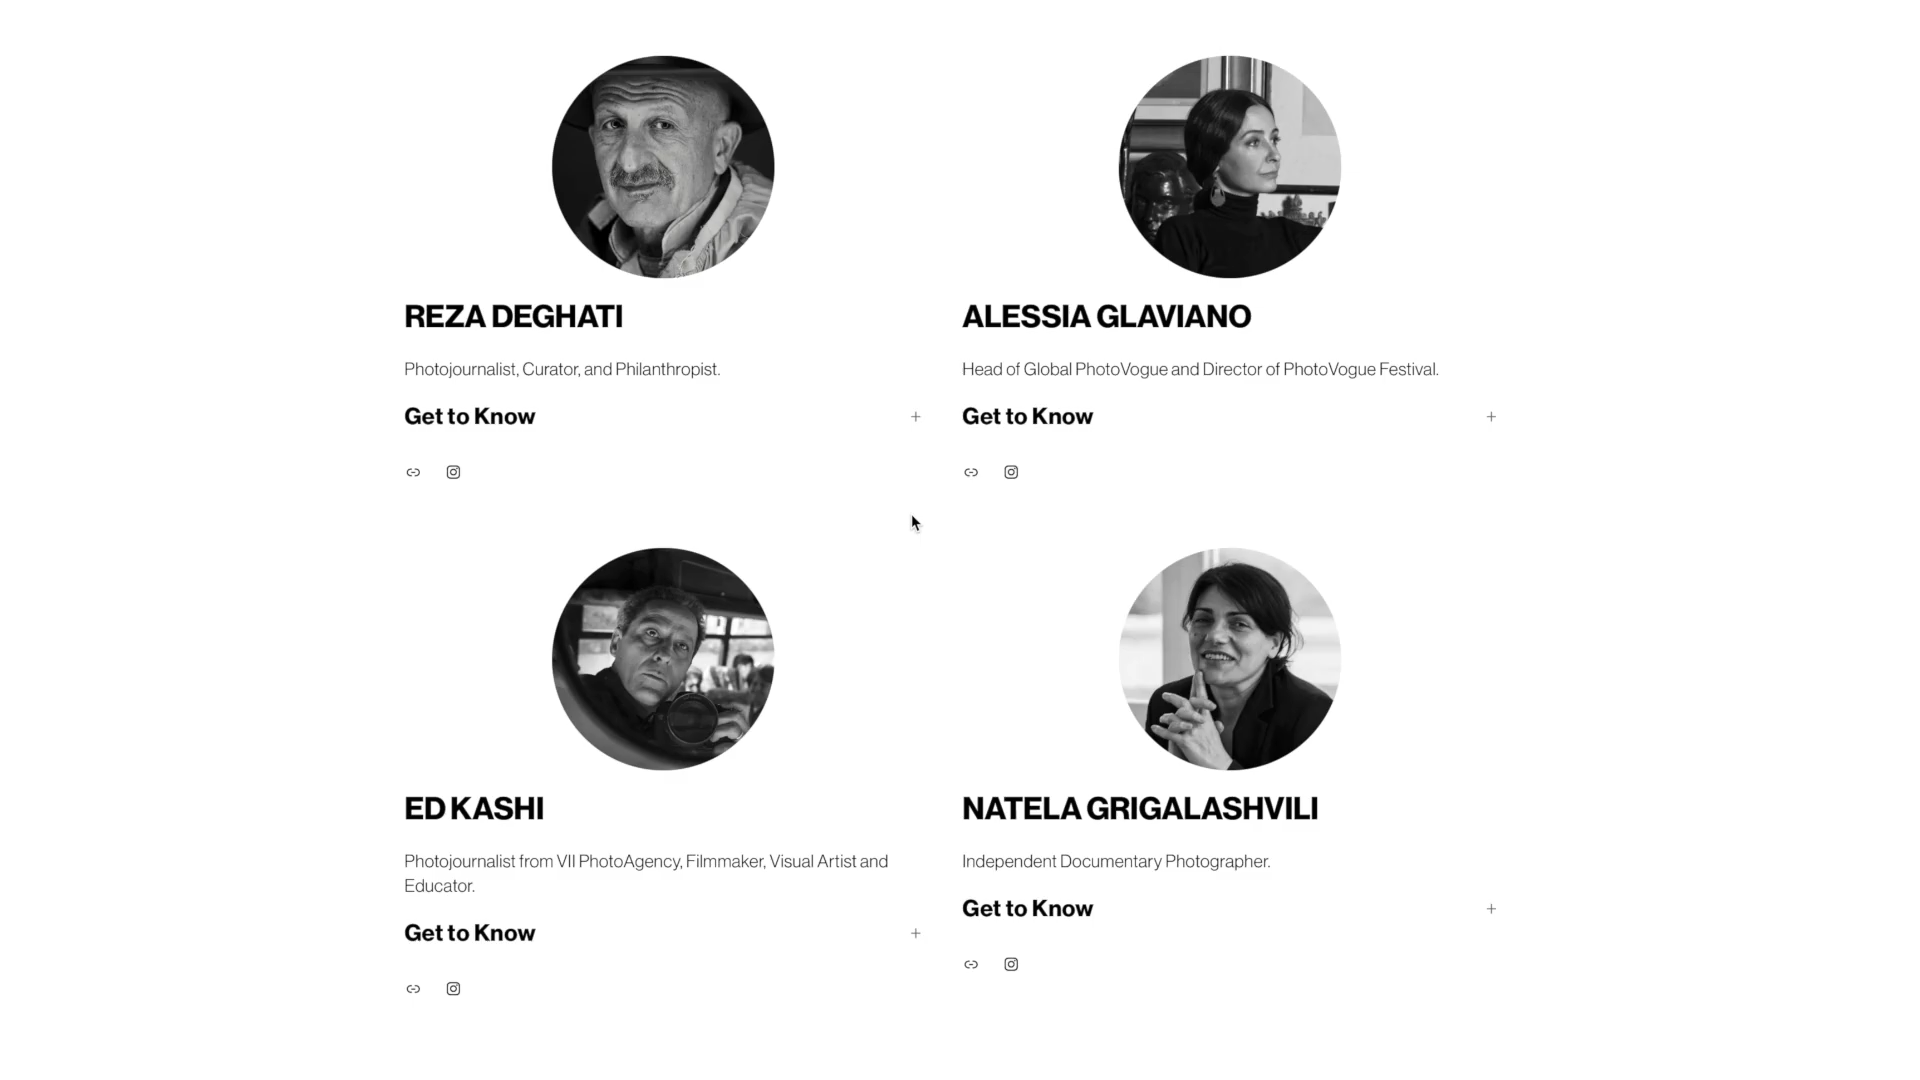 REZA DEGHATI
Photojournalist, Curator, and Philanthropist.
Get to Know
ALESSIA GLAVIANO
Head of Global PhotoVogue and Director of PhotoVogue Festival.
Get to Know
ED KASHI
Photojournalist from VII PhotoAgency, Filmmaker, Visual Artist and
Educator.
Get to Know
NATELA GRIGALASHVILI
Independent Documentary Photographer.
Get to Know